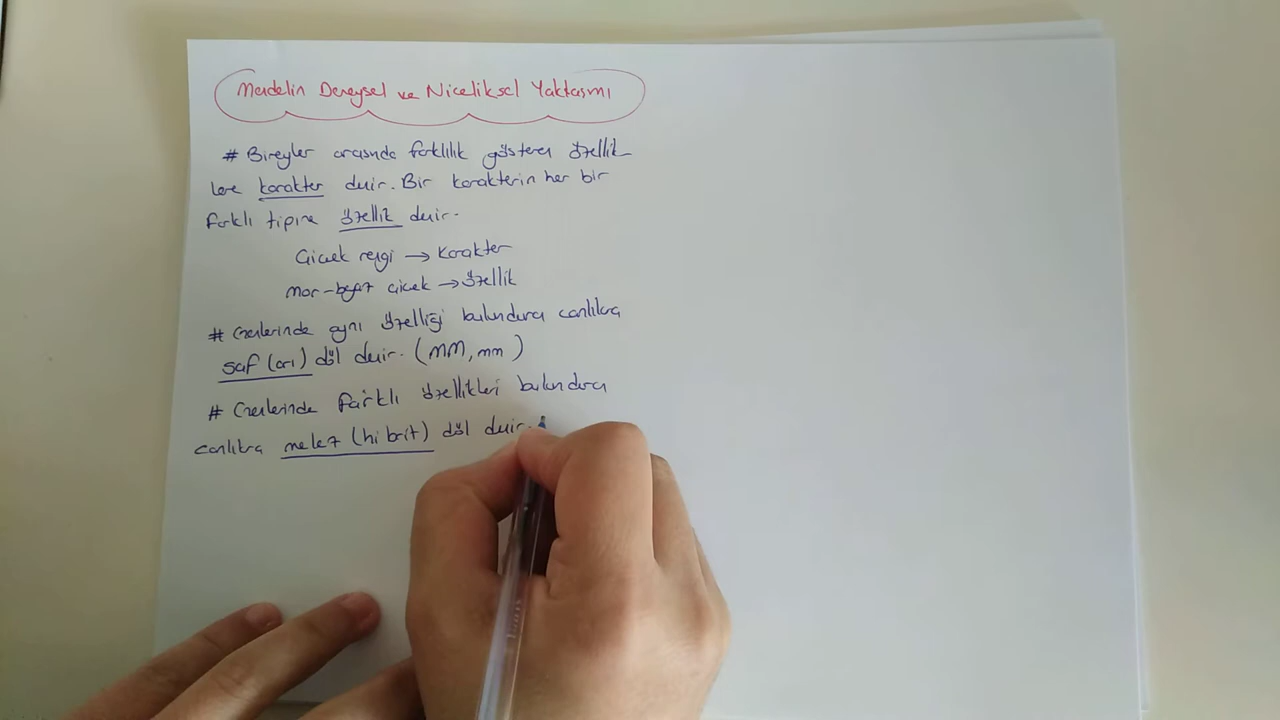 Mendelin Deneysel ve Niceliksel Yaklaşımı
# Bireyler arasında farklılık gösteren özellik
lere karakter denir. Bir karakterin her bir
farklı tipine özellik denir.
Çiçek rengi → Karakter
Mor-beyaz çiçek → Özellik
# Genlerinde aynı özelliği bulunduran canlılara
saf (arı) döl denir. (MM, mm)
# Genlerinde farklı özellikleri bulunduran
canlılara melez (hibrit) döl denir.